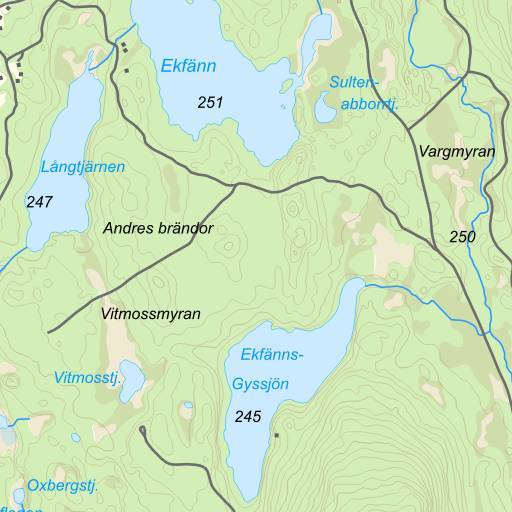 Ekfänn
251
Sulten-
abborrtj.
Vargmyran
Långtjärnen
247
Andres brändor
250
Vitmossmyran
Ekfänns-
Gyssjön
Vitmosstj.
245
Oxbergstj.